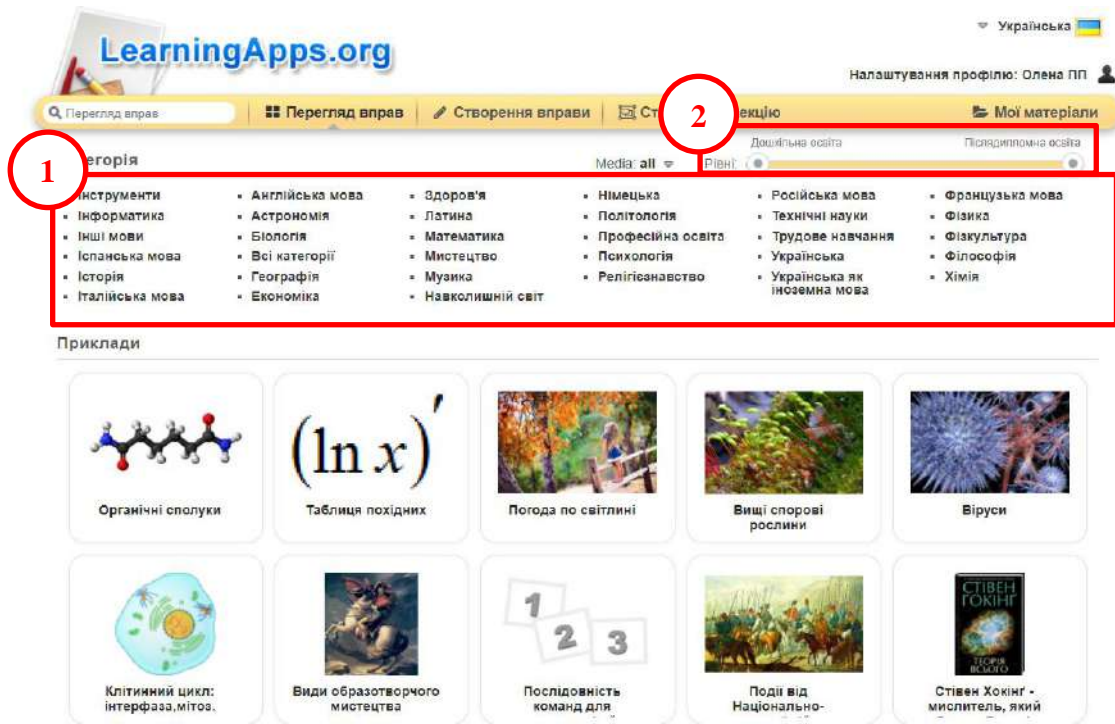 Українська
LearningApps.org
Налаштування профілю: Олена ПП
Перегляд вправ
Перегляд вправ
Створення вправи
Ст
екцію
Мої матеріали
2
Дошкільна освіта
Післядипломна освіта
1
егорія
Media: all
Рівні:
Інструменти
Інформатика
Інші мови
Іспанська мова
Історія
Італійська мова
Англійська мова
Астрономія
Біологія
Всі категорії
Географія
Економіка
Здоров'я
Латина
Математика
Мистецтво
Музика
Навколишній світ
Німецька
Політологія
Професійна освіта
Психологія
Релігієзнавство
Російська мова
Технічні науки
Трудове навчання
Українська
Українська як
іноземна мова
Французька мова
Фізика
Фізкультура
Філософія
Хімія
Приклади
(ln x)′
Органічні сполуки
Таблиця похідних
Погода по світлині
Вищі спорові
рослини
Віруси
1
2
3
СТІВЕН
ГОКІНҐ
ТЕОРІЯ
ВСЬОГО
Клітинний цикл:
інтерфаза,мітоз.
Види образотворчого
мистецтва
Послідовність
команд для
Події від
Національно-
Стівен Хокінґ -
мислитель, який